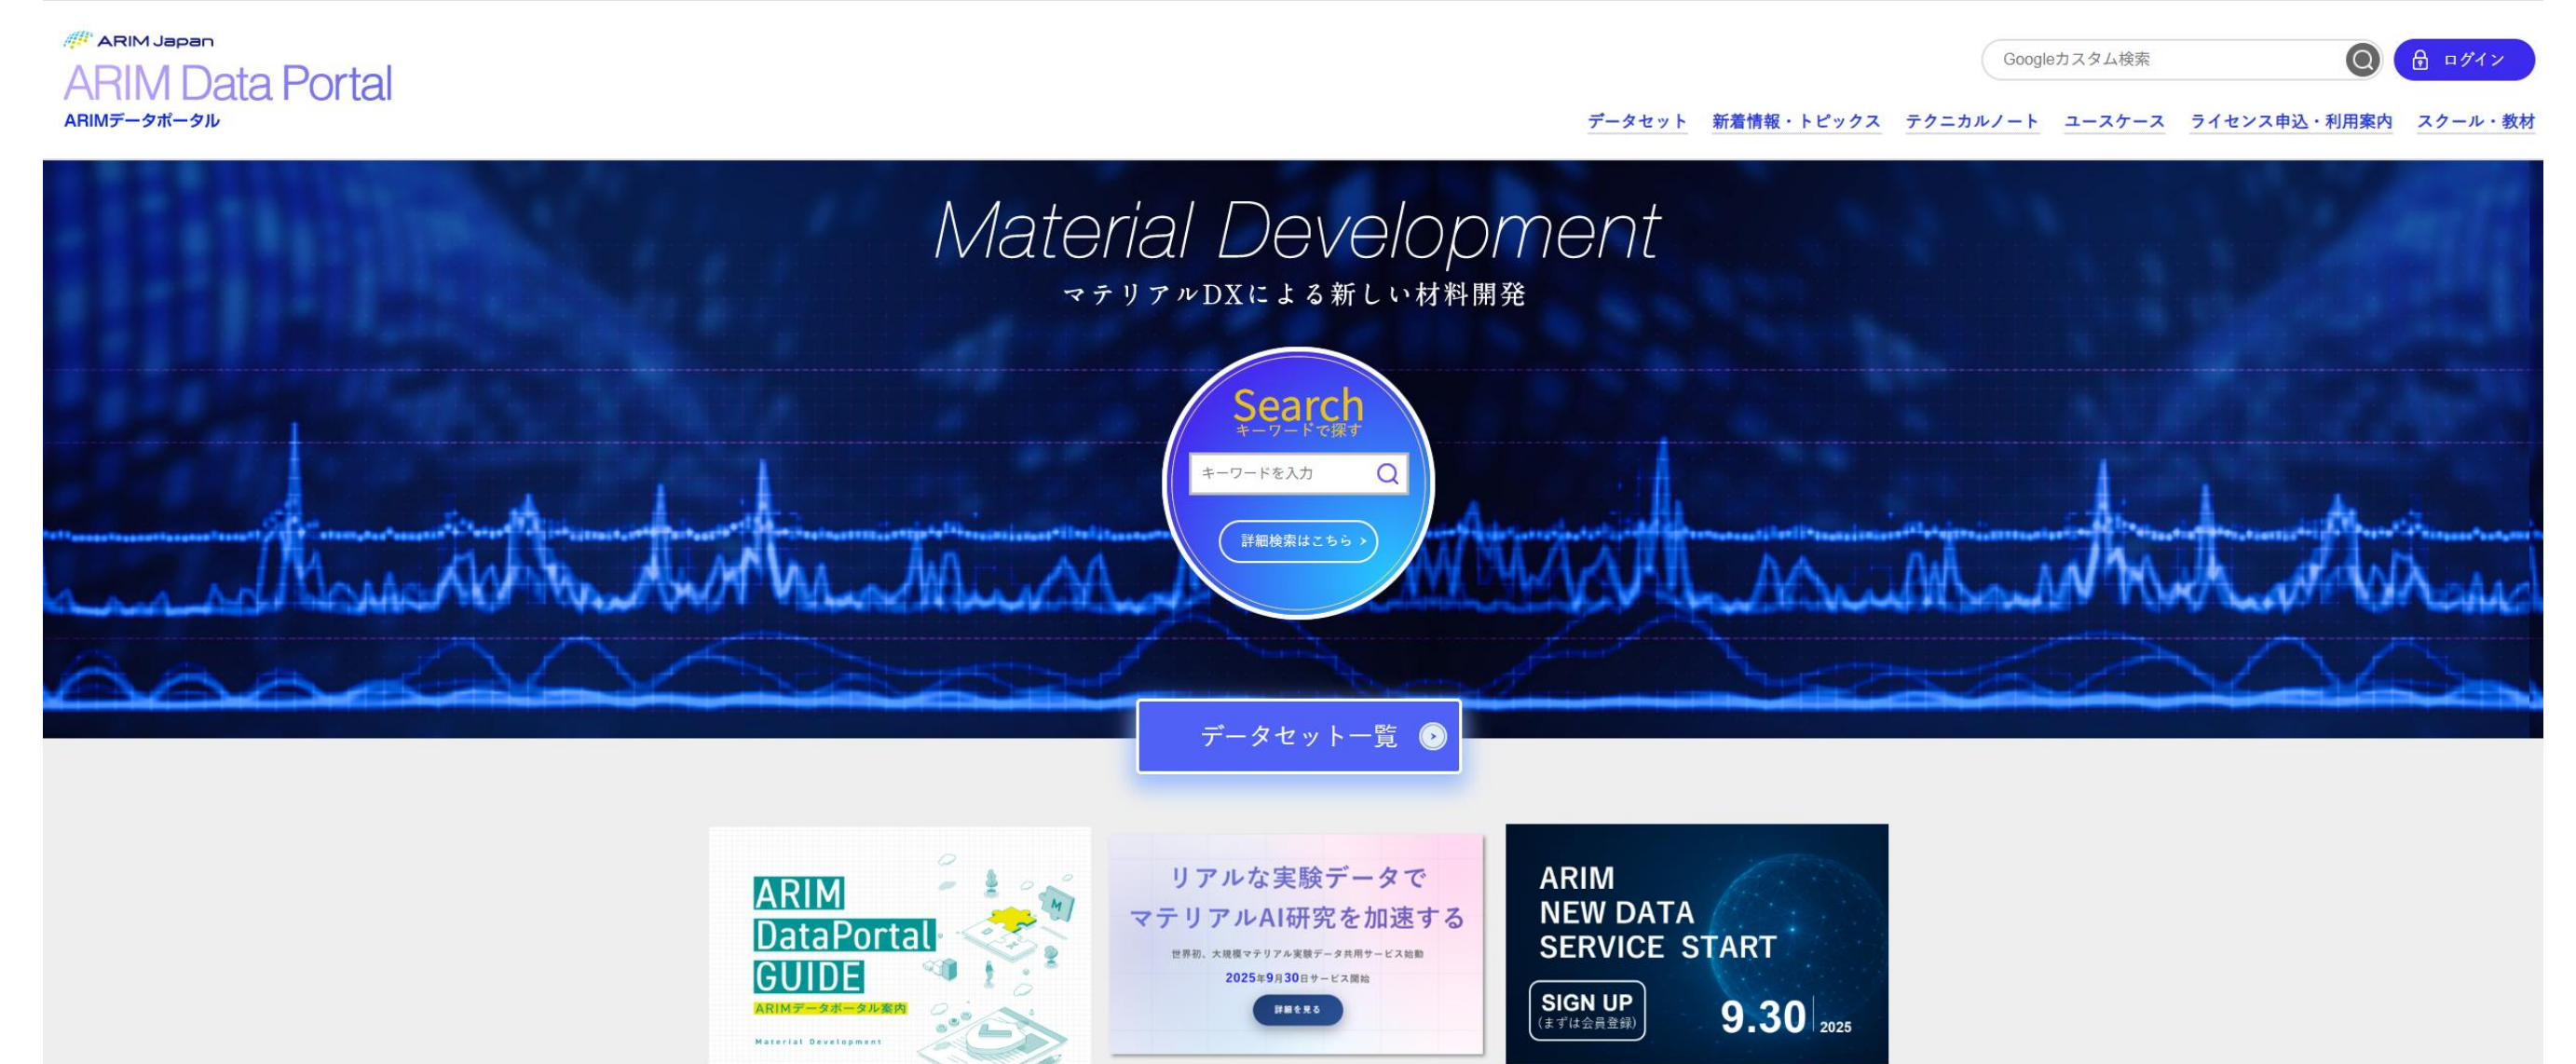 ARIM Japan
ARIM Data Portal
ARIMデータポータル
Googleカスタム検索
ログイン
データセット
新着情報・トピックス
テクニカルノート
ユースケース
ライセンス申込・利用案内
スクール・教材
Material Development
マテリアルDXによる新しい材料開発
Search
キーワードで探す
キーワードを入力
詳細検索はこちら
データセット一覧
ARIM
DataPortal
GUIDE
ARIMデータポータル案内
Material Development
M
リアルな実験データで
マテリアルAI研究を加速する
世界初、大規模マテリアル実験データ共用サービス始動
2025年9月30日サービス開始
詳細を見る
ARIM
NEW DATA
SERVICE START
SIGN UP
(まずは会員登録)
9.30 2025